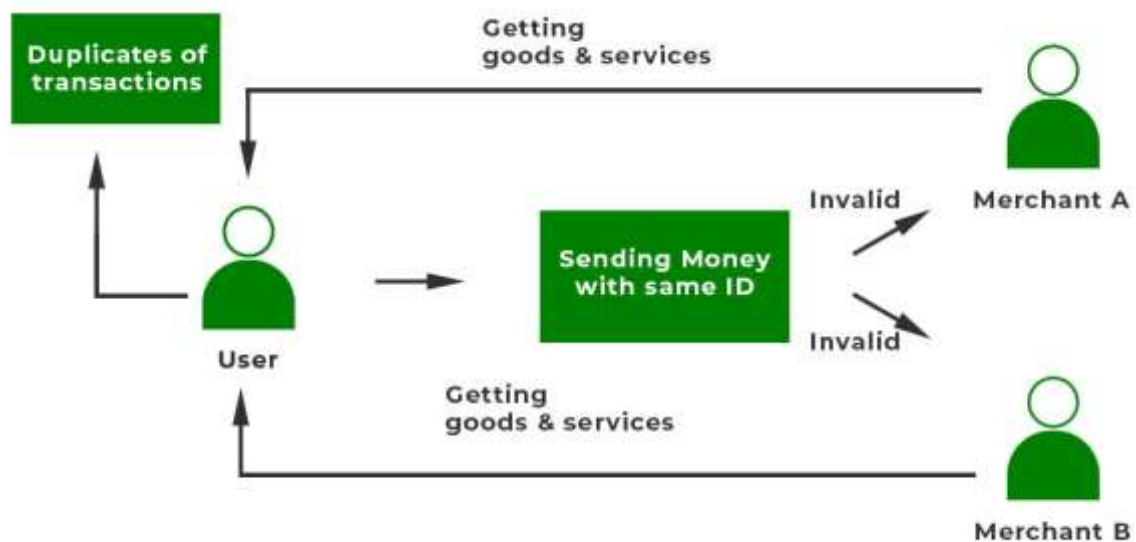 Duplicates of
transactions
Getting
goods & services
Invalid
Merchant A
Sending Money
with same ID
Invalid
User
Getting
goods & services
Merchant B